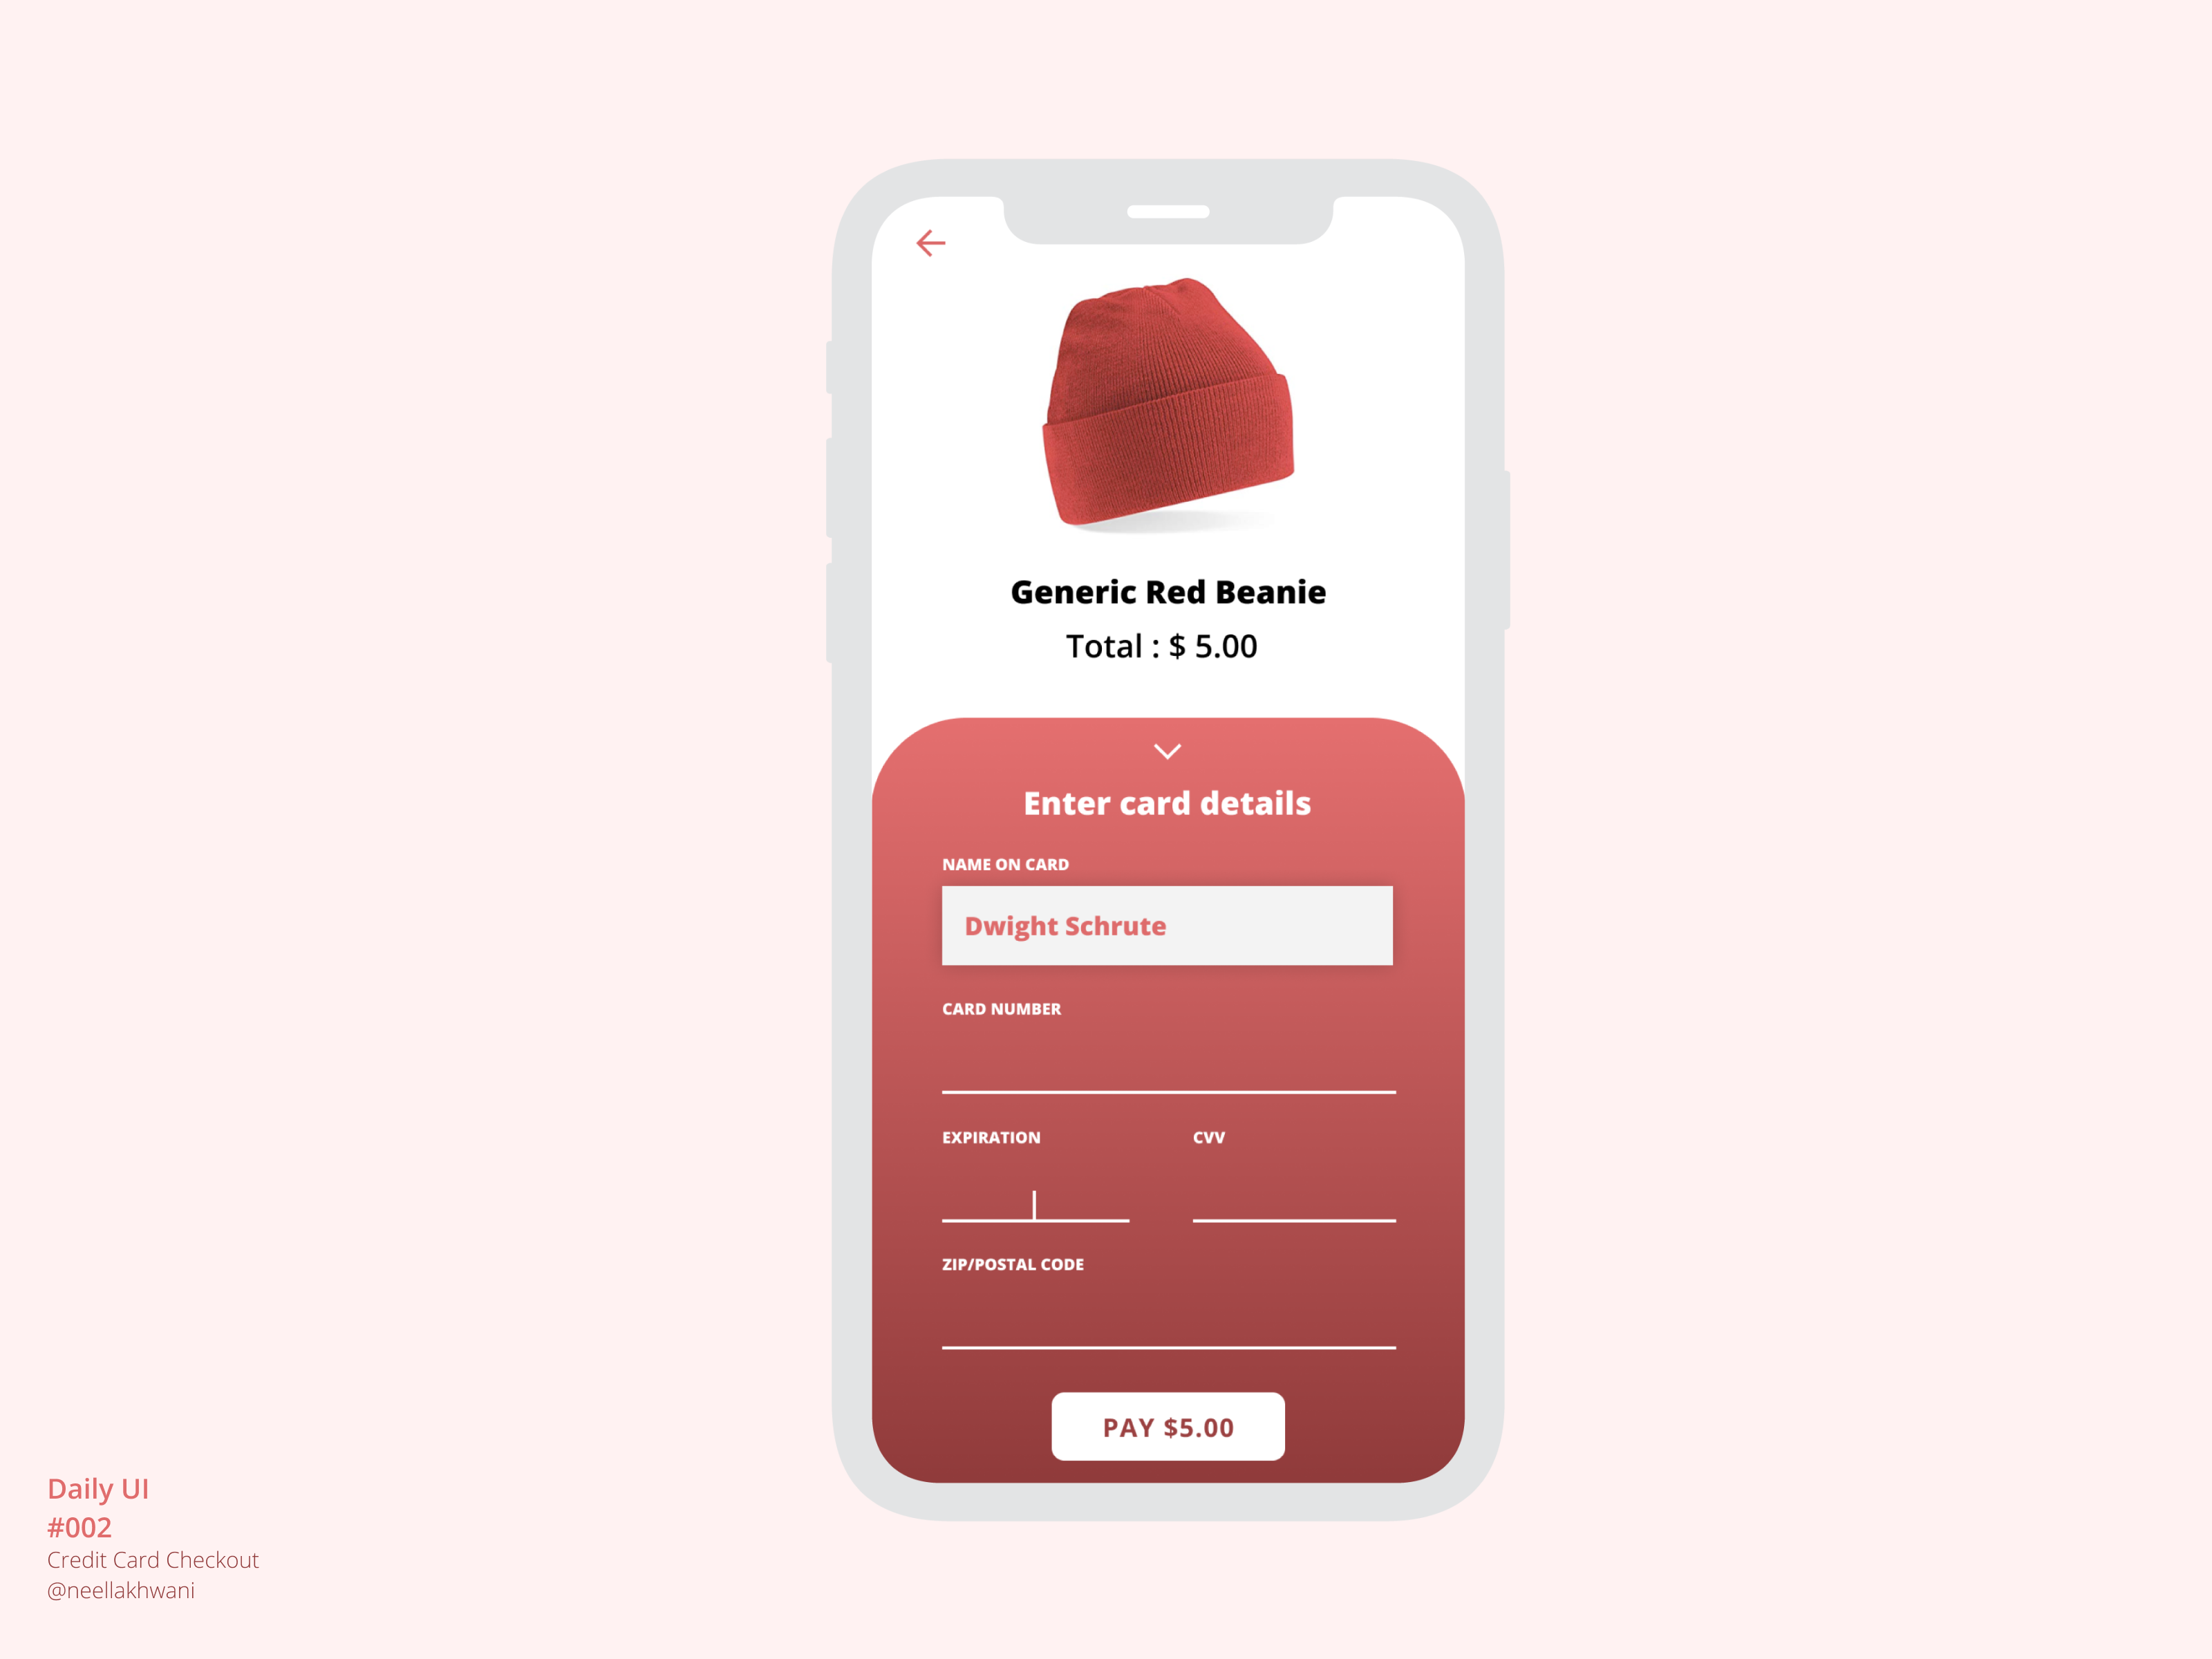 Generic Red Beanie
Total : $ 5.00
Enter card details
NAME ON CARD
Dwight Schrute
CARD NUMBER
EXPIRATION
CVV
ZIP/POSTAL CODE
PAY $5.00
Daily UI
#002
Credit Card Checkout
@neellakhwani